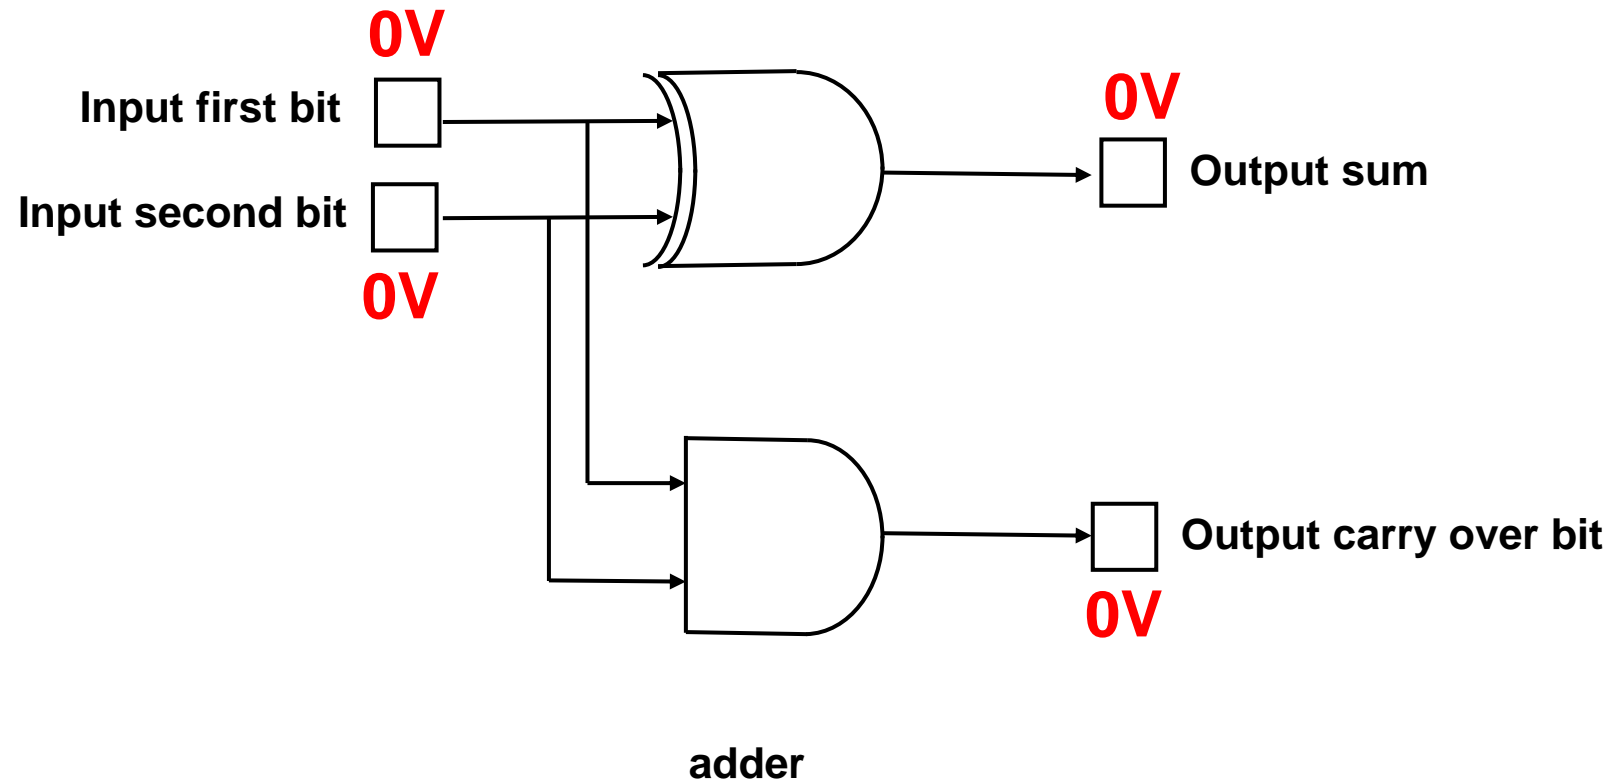 0V
Input first bit
0V
Output sum
Input second bit
0V
Output carry over bit
0V
adder